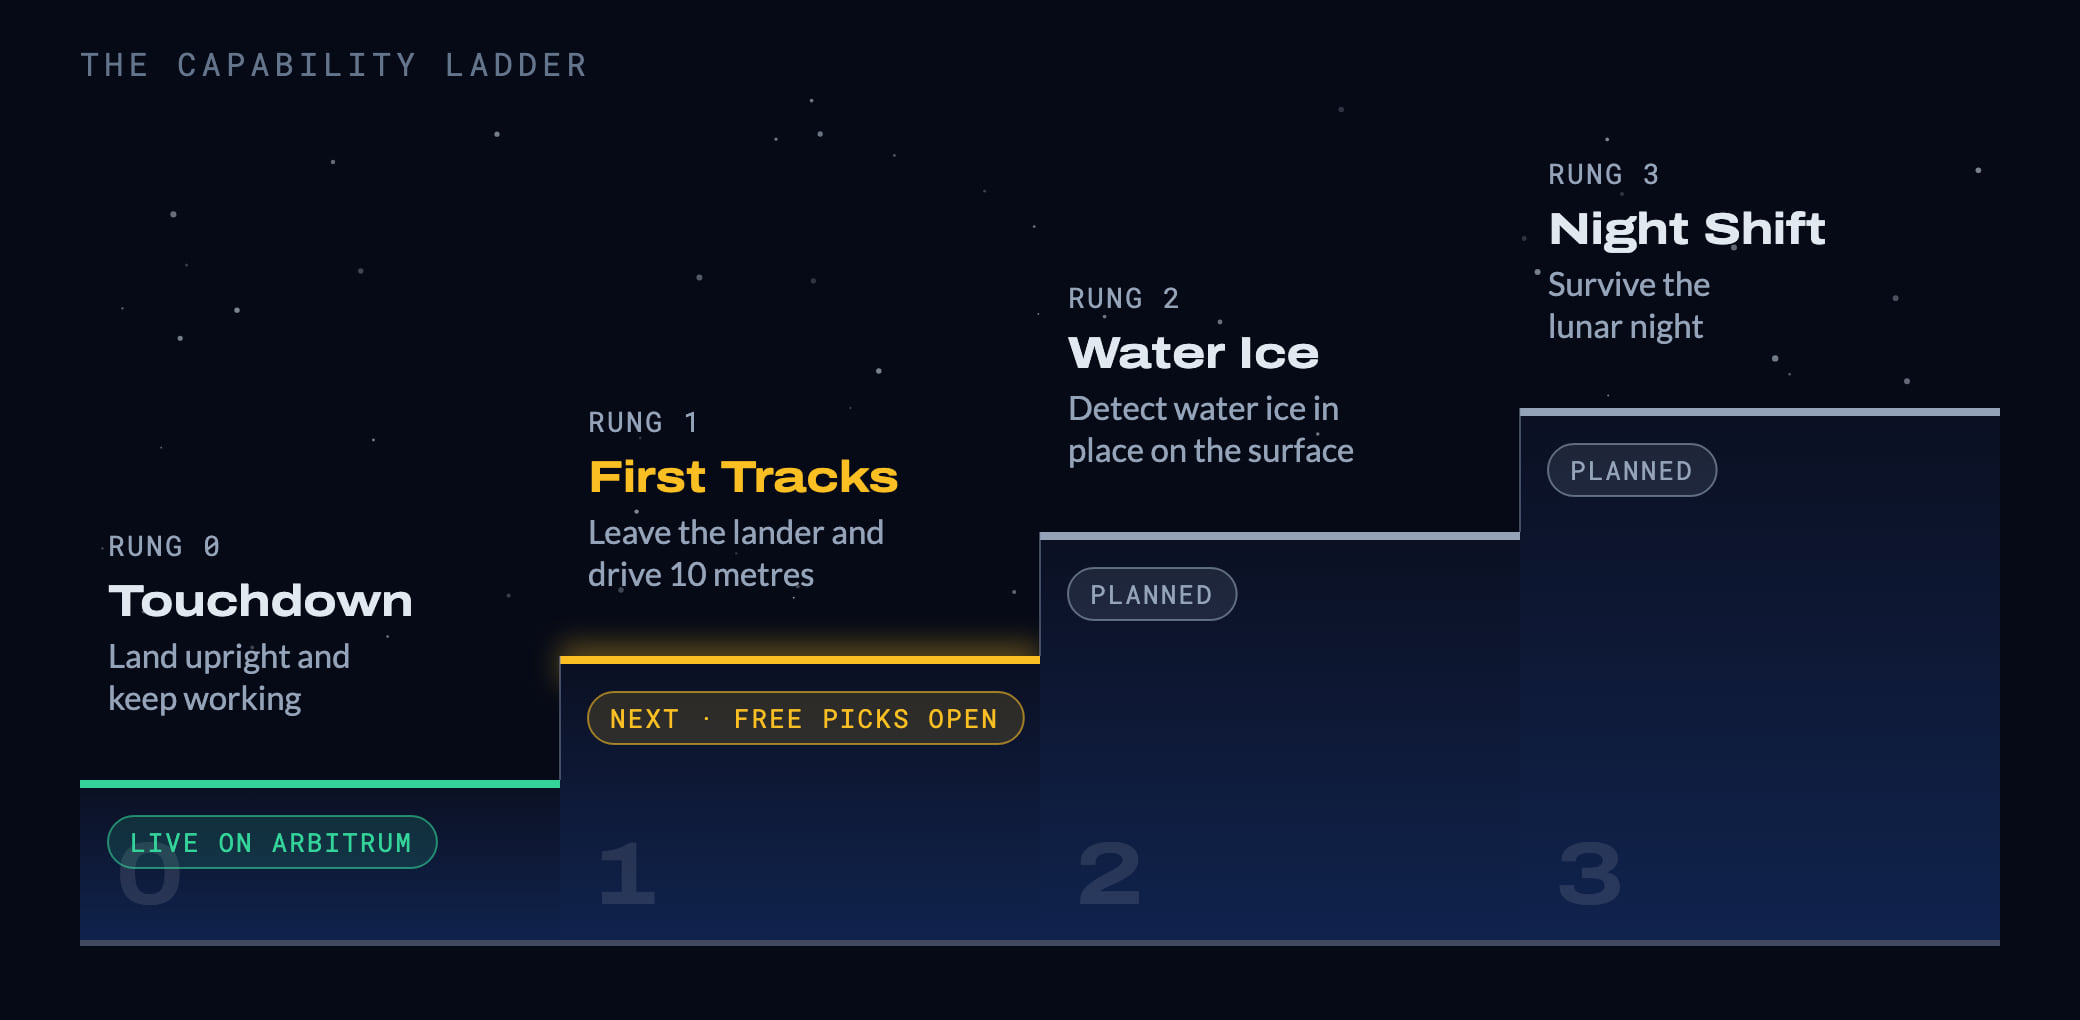 THE CAPABILITY LADDER
RUNG 0
Touchdown
Land upright and
keep working
LIVE ON ARBITRUM
0
RUNG 1
First Tracks
Leave the lander and
drive 10 metres
NEXT · FREE PICKS OPEN
1
RUNG 2
Water Ice
Detect water ice in
place on the surface
PLANNED
2
RUNG 3
Night Shift
Survive the
lunar night
PLANNED
3